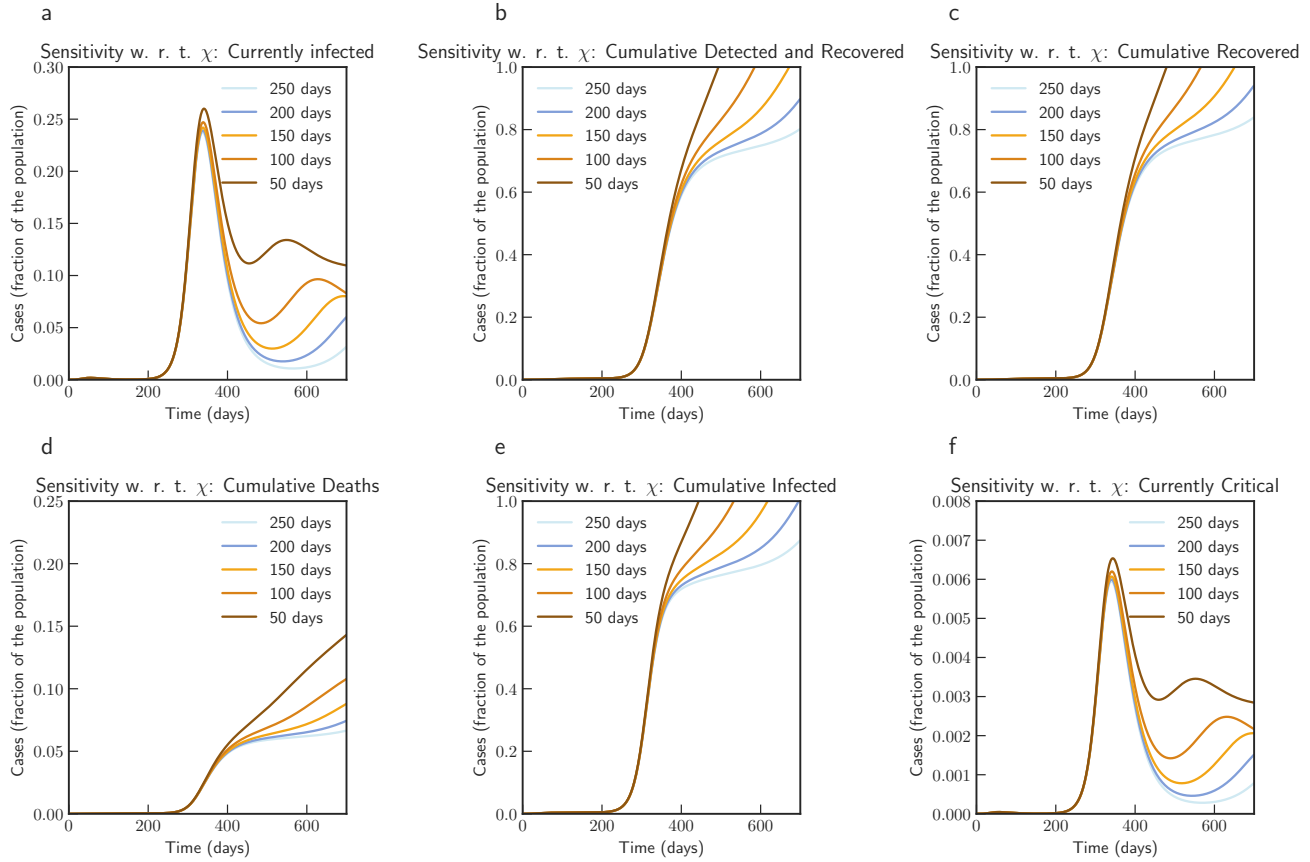 a
Sensitivity w. r. t. χ: Currently infected
Cases (fraction of the population)
0.30
0.25
0.20
0.15
0.10
0.05
0.00
250 days
200 days
150 days
100 days
50 days
0 200 400 600
Time (days)
b
Sensitivity w. r. t. χ: Cumulative Detected and Recovered
Cases (fraction of the population)
1.0
0.8
0.6
0.4
0.2
0.0
250 days
200 days
150 days
100 days
50 days
0 200 400 600
Time (days)
c
Sensitivity w. r. t. χ: Cumulative Recovered
Cases (fraction of the population)
1.0
0.8
0.6
0.4
0.2
0.0
250 days
200 days
150 days
100 days
50 days
0 200 400 600
Time (days)
d
Sensitivity w. r. t. χ: Cumulative Deaths
Cases (fraction of the population)
0.25
0.20
0.15
0.10
0.05
0.00
250 days
200 days
150 days
100 days
50 days
0 200 400 600
Time (days)
e
Sensitivity w. r. t. χ: Cumulative Infected
Cases (fraction of the population)
1.0
0.8
0.6
0.4
0.2
0.0
250 days
200 days
150 days
100 days
50 days
0 200 400 600
Time (days)
f
Sensitivity w. r. t. χ: Currently Critical
Cases (fraction of the population)
0.008
0.007
0.006
0.005
0.004
0.003
0.002
0.001
0.000
250 days
200 days
150 days
100 days
50 days
0 200 400 600
Time (days)